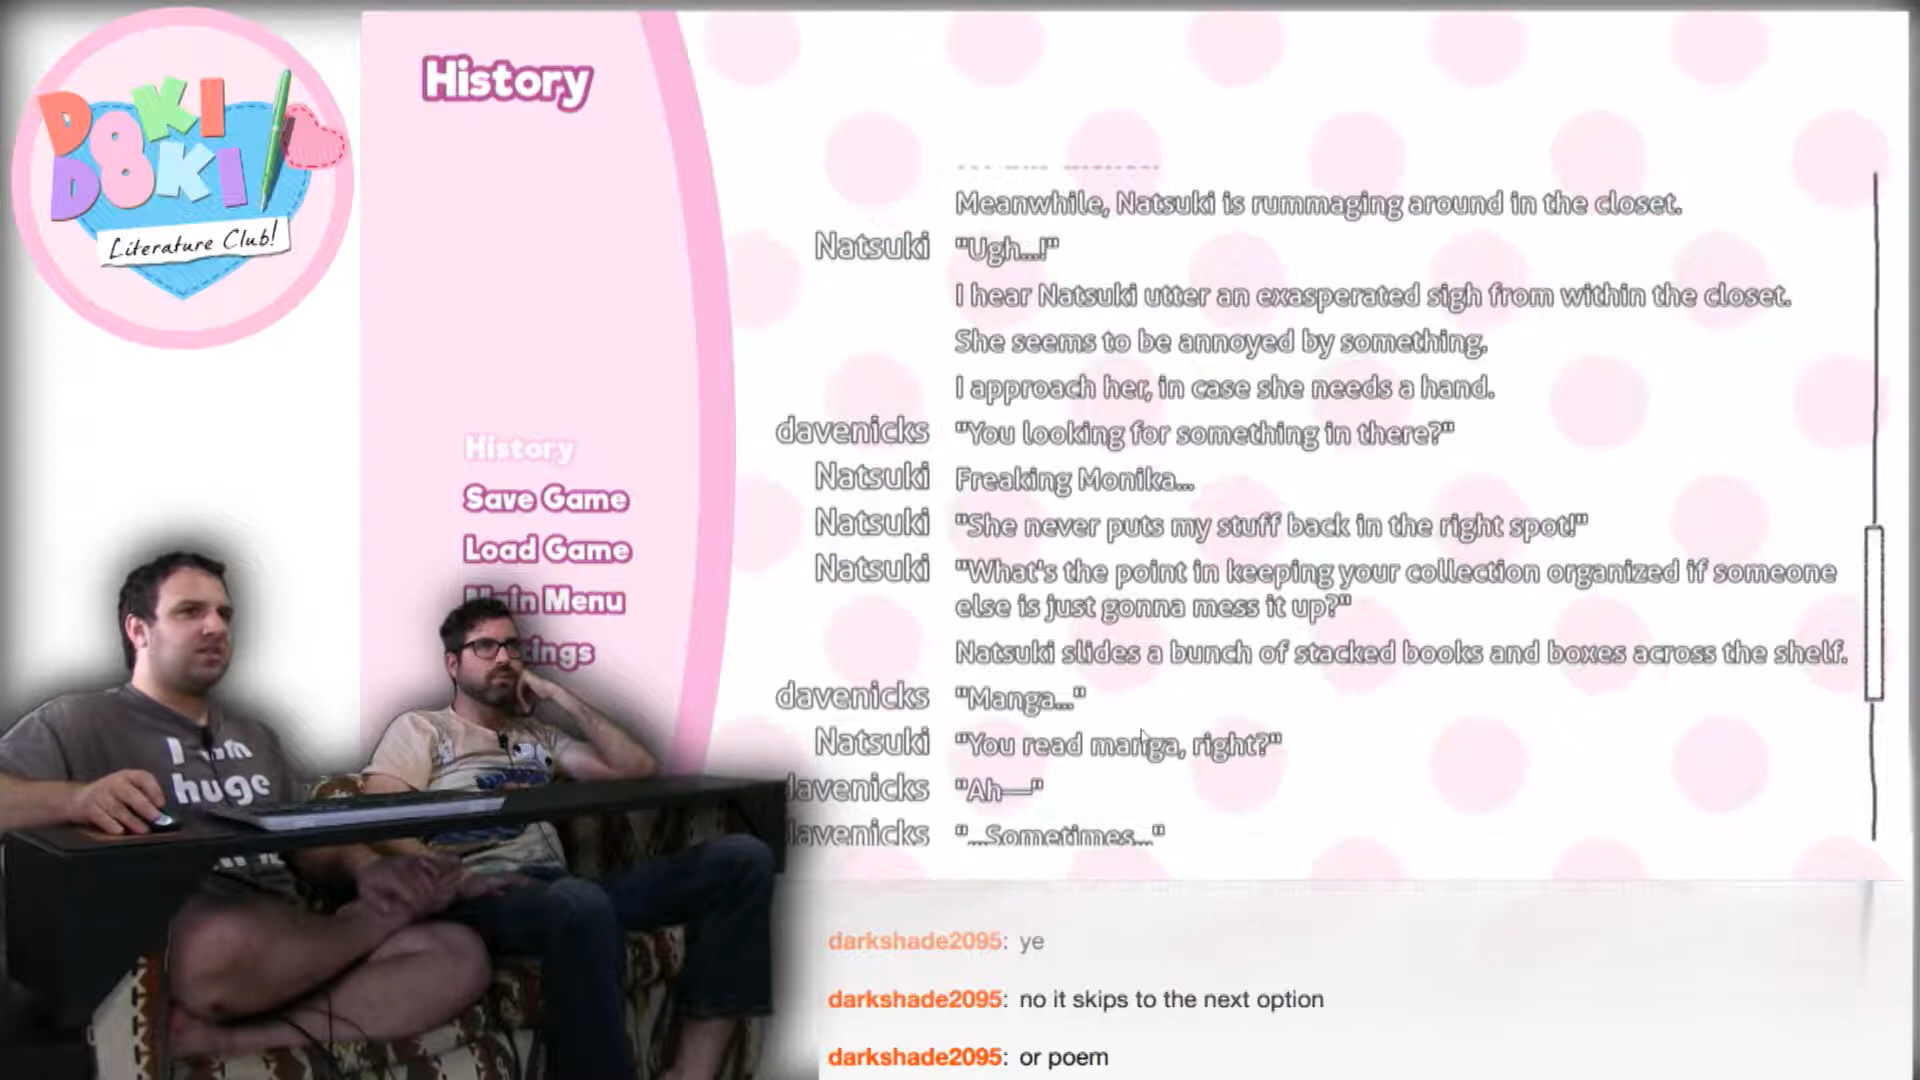 DOKI
DOKI
Literature Club!
History
History
Save Game
Load Game
Main Menu
tings
Meanwhile, Natsuki is rummaging around in the closet.
Natsuki "Ugh...!"
I hear Natsuki utter an exasperated sigh from within the closet.
She seems to be annoyed by something.
I approach her, in case she needs a hand.
davenicks "You looking for something in there?"
Natsuki Freaking Monika...
Natsuki "She never puts my stuff back in the right spot!"
Natsuki "What's the point in keeping your collection organized if someone
else is just gonna mess it up?"
Natsuki slides a bunch of stacked books and boxes across the shelf.
davenicks "Manga..."
Natsuki "You read manga, right?"
davenicks "Ah—"
davenicks "...Sometimes..."
I am
huge
darkshade2095: ye
darkshade2095: no it skips to the next option
darkshade2095: or poem